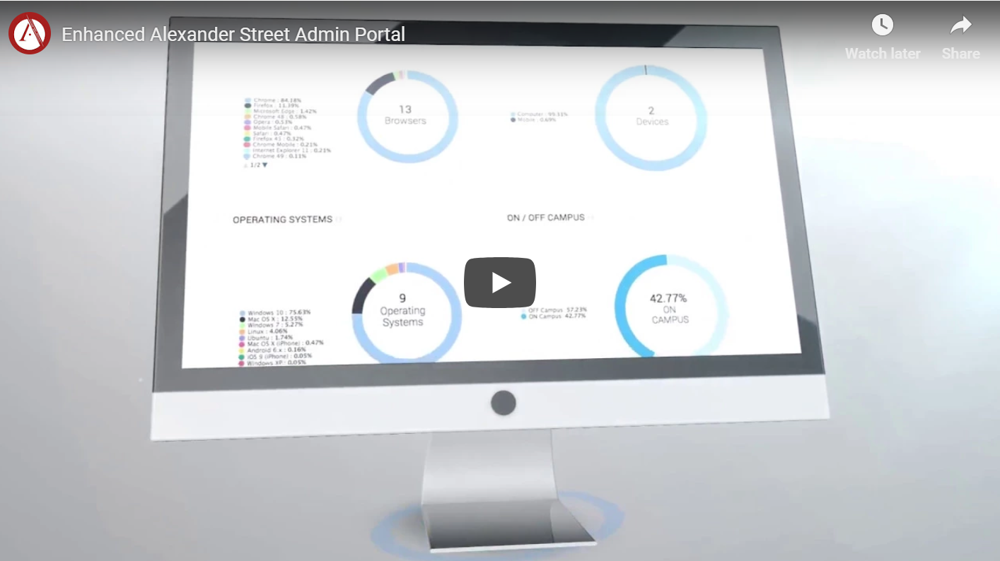 Enhanced Alexander Street Admin Portal
Watch later
Share
Chrome : 84.18%
Firefox : 11.39%
Microsoft Edge : 1.42%
Chrome 48 : 0.58%
Opera : 0.53%
Mobile Safari : 0.47%
Safari : 0.47%
Firefox 45 : 0.32%
Chrome Mobile : 0.21%
Internet Explorer 11 : 0.21%
Chrome 49 : 0.11%
1/2
13
Browsers
Computer : 99.31%
Mobile : 0.69%
2
Devices
OPERATING SYSTEMS
ON / OFF CAMPUS
Windows 10 : 75.63%
Mac OS X : 12.55%
Windows 7 : 5.27%
Linux : 4.06%
Ubuntu : 1.74%
Mac OS X (iPhone) : 0.47%
Android 6.x : 0.16%
iOS 9 (iPhone) : 0.05%
Windows XP : 0.05%
9
Operating
Systems
OFF Campus 57.23%
ON Campus 42.77%
42.77%
ON
CAMPUS